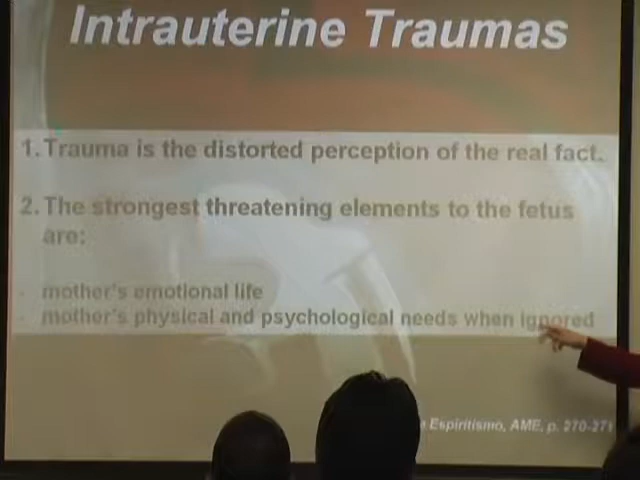 Intrauterine Traumas
1. Trauma is the distorted perception of the real fact.
2. The strongest threatening elements to the fetus
are:
- mother's emotional life
- mother's physical and psychological needs when ignored
Espiritismo, AME, p. 270-271